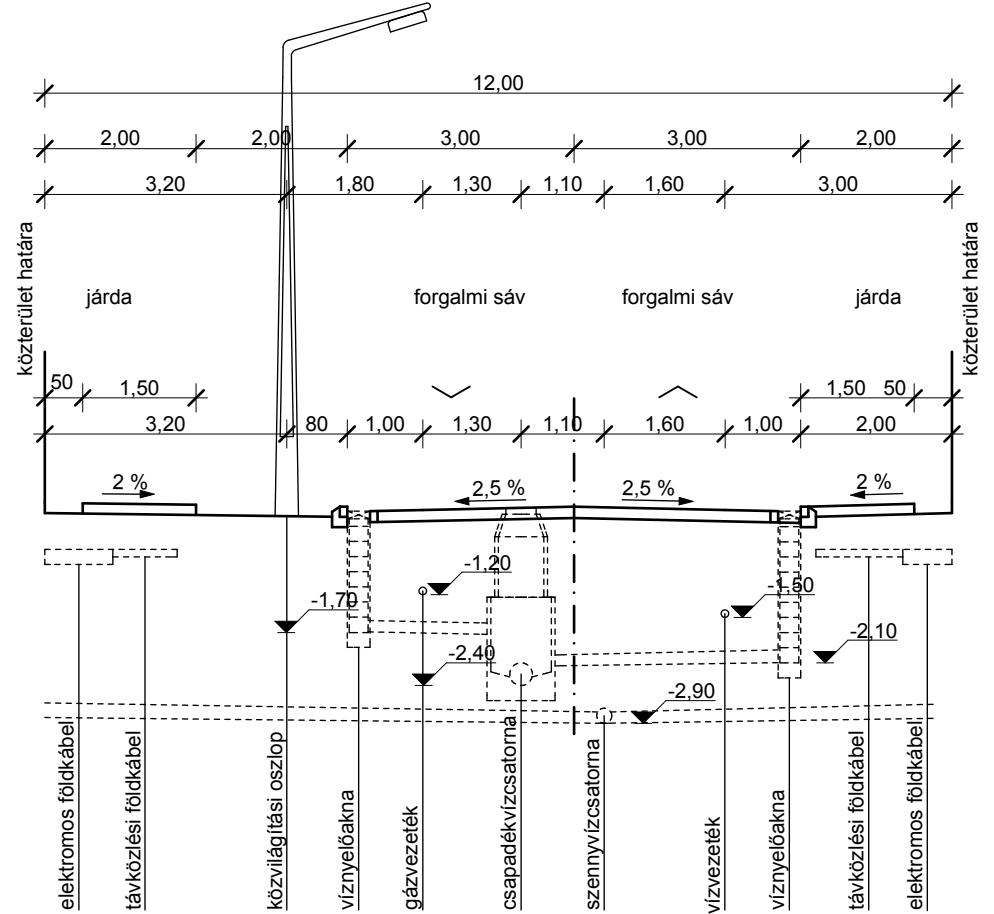 12,00
2,00 2,00 3,00 3,00 2,00
3,20 1,80 1,30 1,10 1,60 3,00
közterület határa
járda
forgalmi sáv
forgalmi sáv
járda
közterület határa
50 1,50 1,50 50
3,20 80 1,00 1,30 1,10 1,60 1,00 2,00
2 % 2,5 % 2,5 % 2 %
-1,20
-1,70
-1,50
-2,40
-2,10
-2,90
elektromos földkábel
távközlési földkábel
közvilágítási oszlop
víznyelőakna
gázvezeték
csapadékvízcsatorna
szennyvízcsatorna
vízvezeték
víznyelőakna
távközlési földkábel
elektromos földkábel